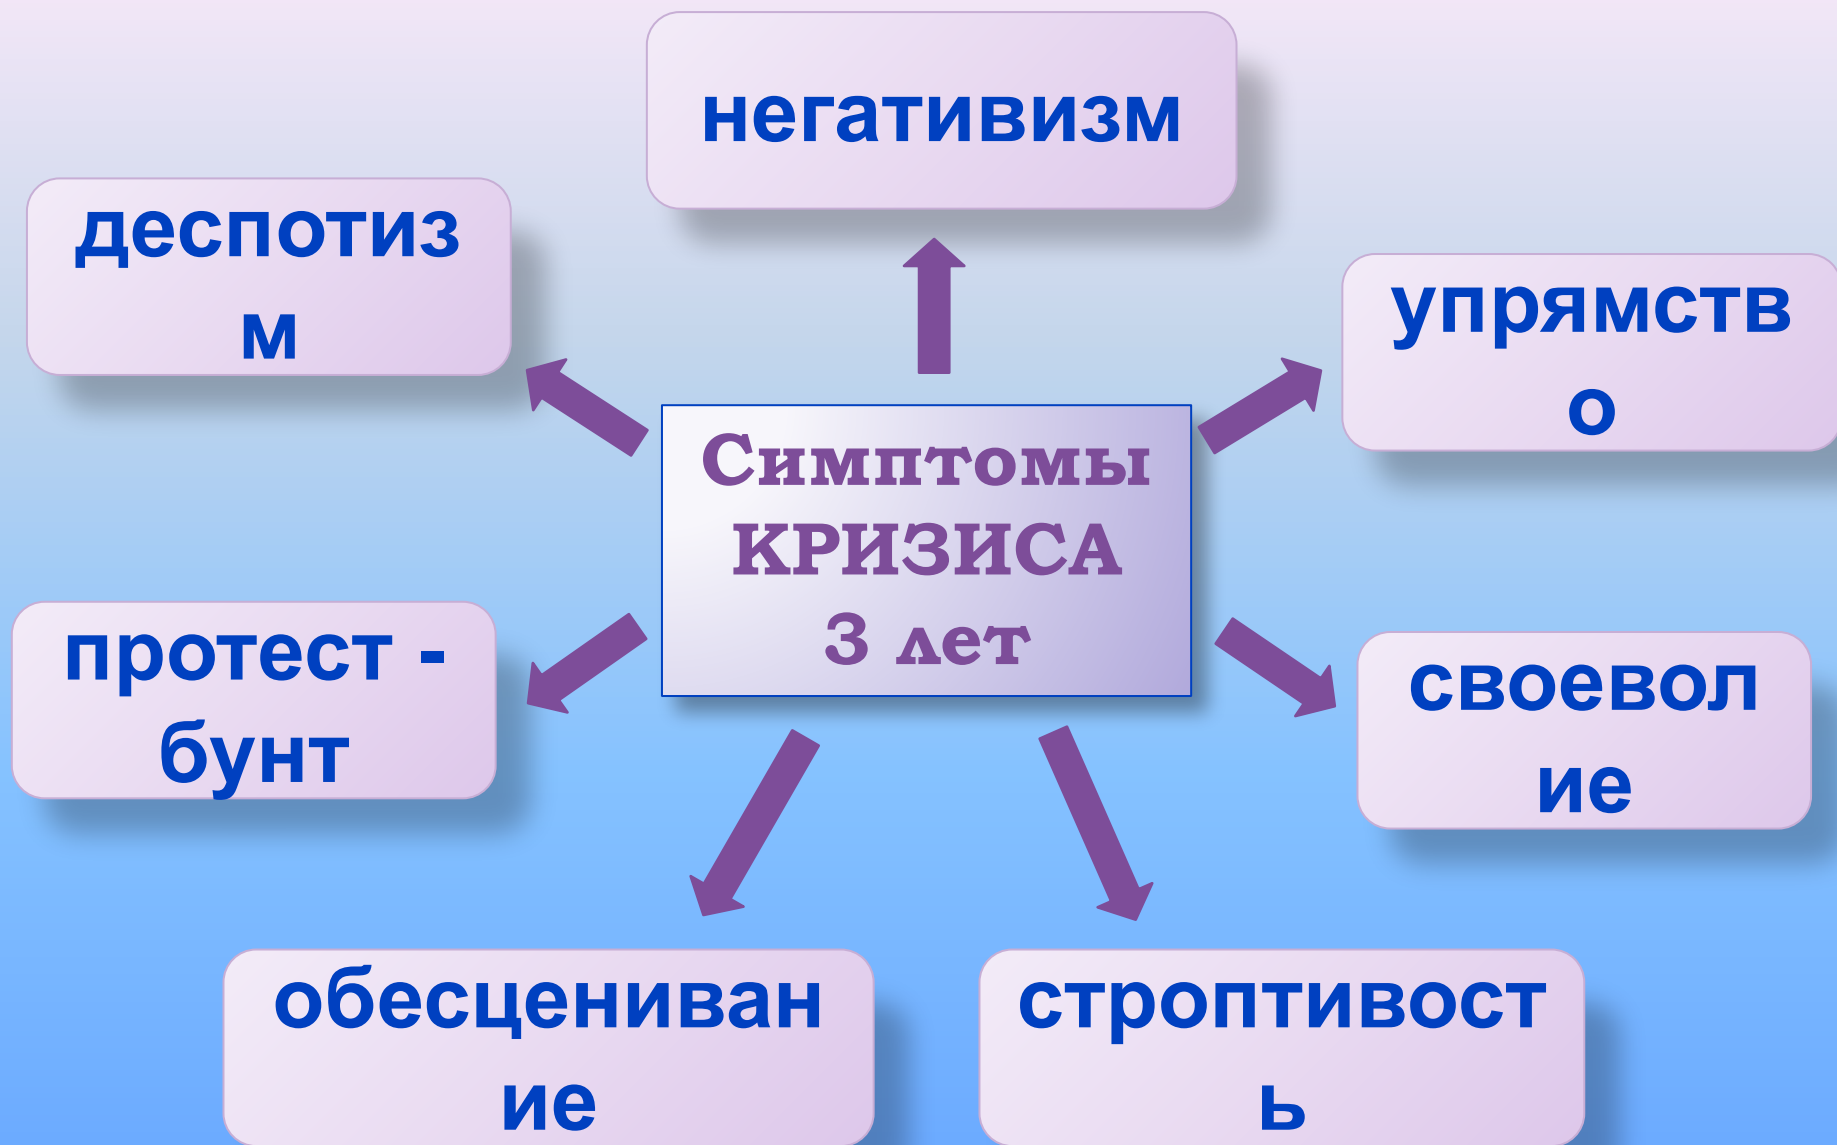 негативизм
деспотиз
м
упрямств
о
Симптомы
КРИЗИСА
3 лет
протест -
бунт
своевол
ие
обесцениван
ие
строптивост
ь